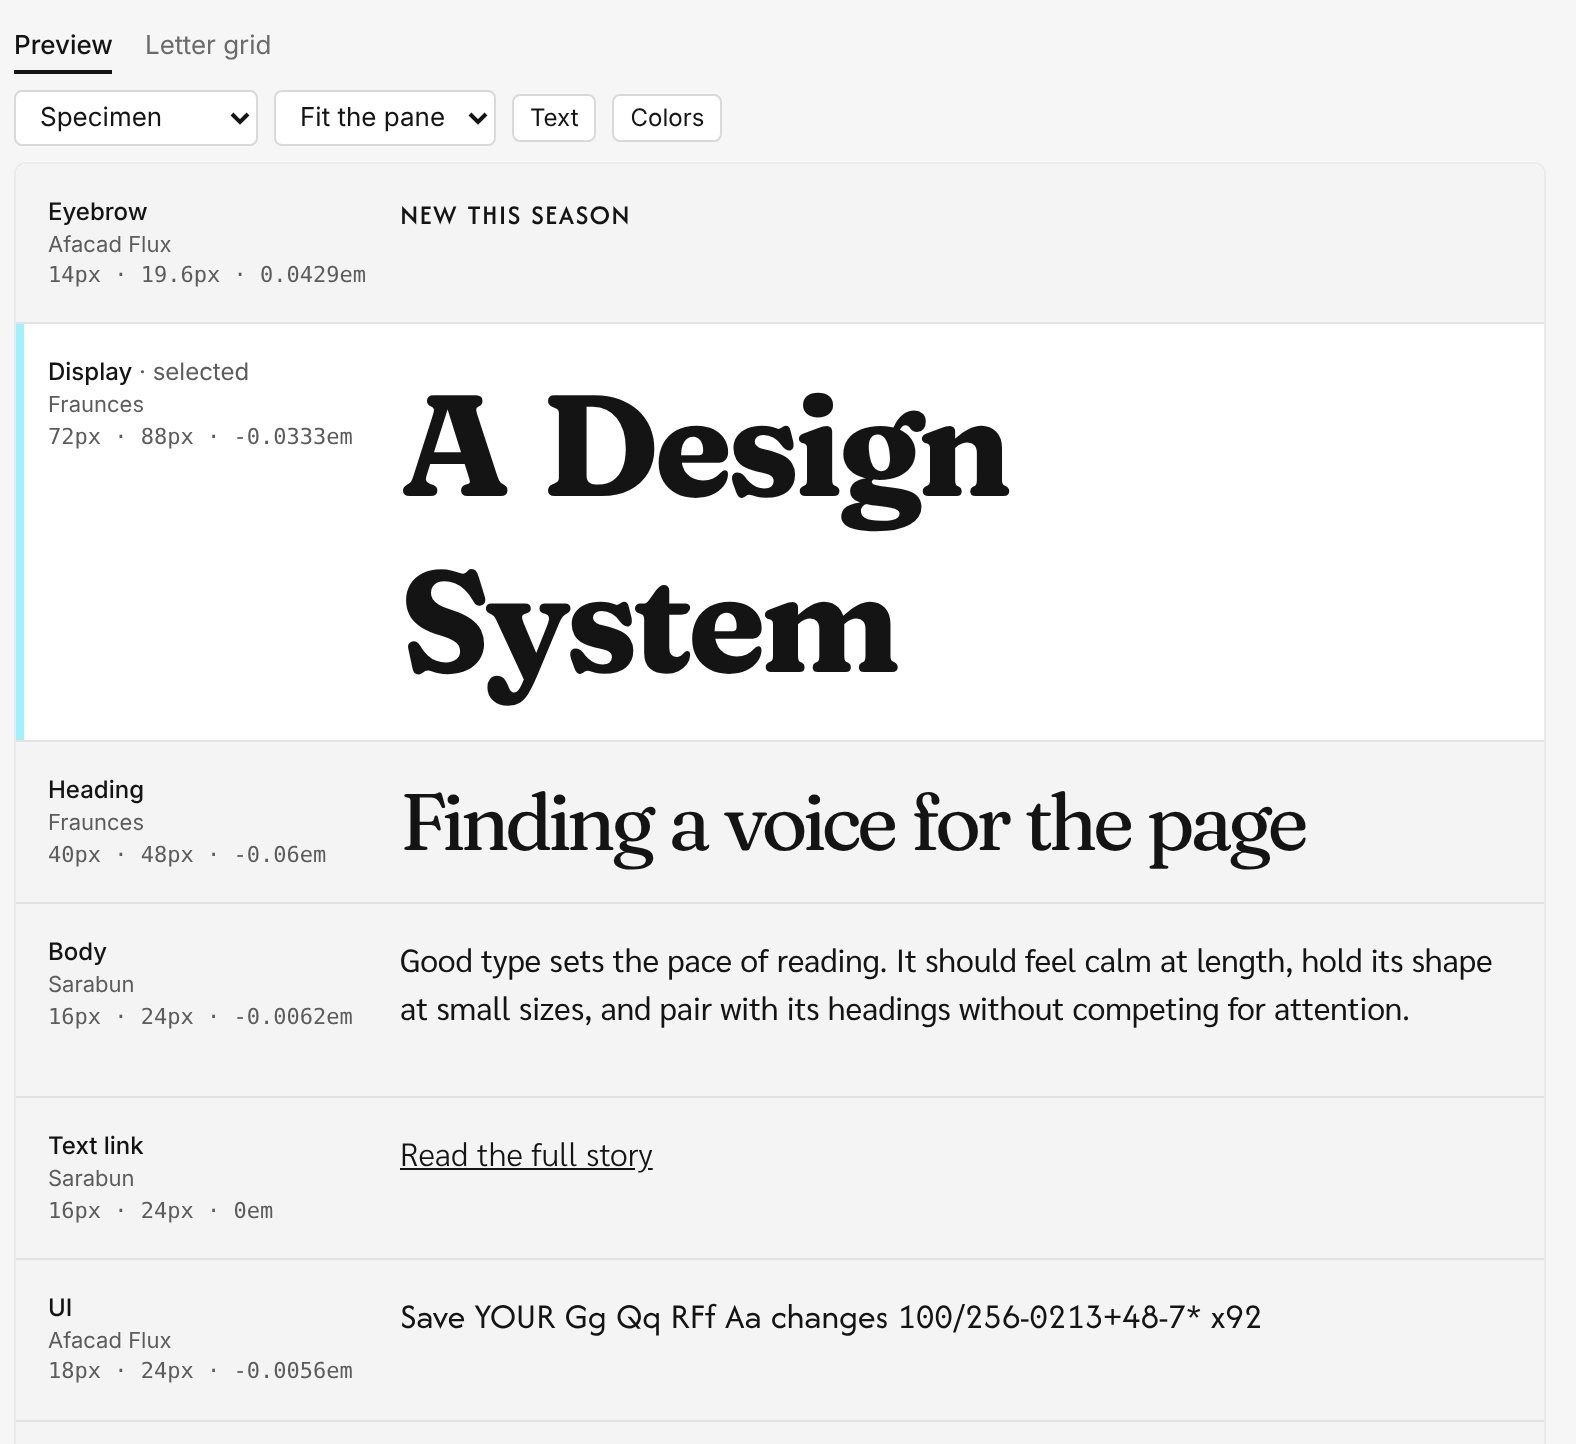 Preview Letter grid
Specimen Fit the pane Text Colors
Eyebrow
Afacad Flux
14px · 19.6px · 0.0429em
NEW THIS SEASON
Display · selected
Fraunces
72px · 88px · -0.0333em
A Design
System
Heading
Fraunces
40px · 48px · -0.06em
Finding a voice for the page
Body
Sarabun
16px · 24px · -0.0062em
Good type sets the pace of reading. It should feel calm at length, hold its shape
at small sizes, and pair with its headings without competing for attention.
Text link
Sarabun
16px · 24px · 0em
Read the full story
UI
Afacad Flux
18px · 24px · -0.0056em
Save YOUR Gg Qq RFf Aa changes 100/256-0213+48-7* x92